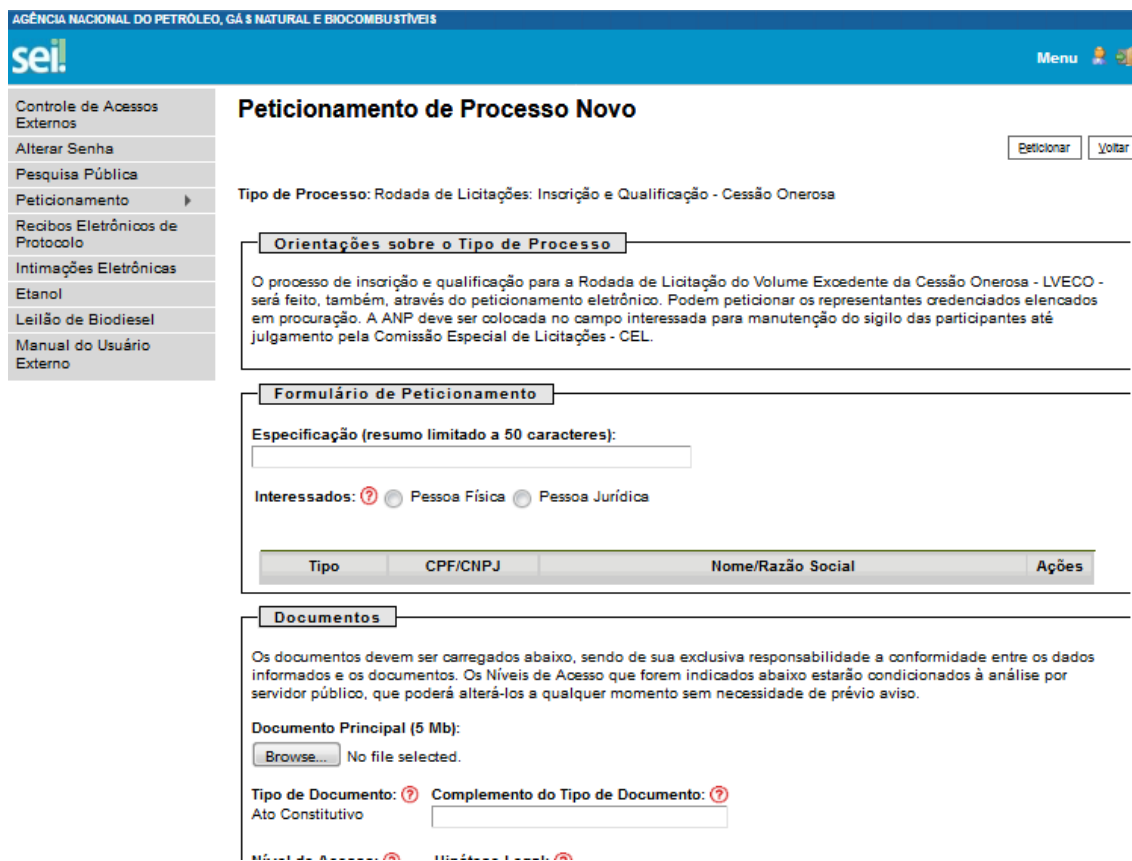 AGÊNCIA NACIONAL DO PETRÓLEO, GÁS NATURAL E BIOCOMBUSTÍVEIS
sei!
Menu
Controle de Acessos
Externos
Alterar Senha
Pesquisa Pública
Peticionamento
Recibos Eletrônicos de
Protocolo
Intimações Eletrônicas
Etanol
Leilão de Biodiesel
Manual do Usuário
Externo
Peticionamento de Processo Novo
Peticionar Voltar
Tipo de Processo: Rodada de Licitações: Inscrição e Qualificação - Cessão Onerosa
Orientações sobre o Tipo de Processo
O processo de inscrição e qualificação para a Rodada de Licitação do Volume Excedente da Cessão Onerosa - LVECO -
será feito, também, através do peticionamento eletrônico. Podem peticionar os representantes credenciados elencados
em procuração. A ANP deve ser colocada no campo interessada para manutenção do sigilo das participantes até
julgamento pela Comissão Especial de Licitações - CEL.
Formulário de Peticionamento
Especificação (resumo limitado a 50 caracteres):
Interessados: ? Pessoa Física Pessoa Jurídica
Tipo CPF/CNPJ Nome/Razão Social Ações
Documentos
Os documentos devem ser carregados abaixo, sendo de sua exclusiva responsabilidade a conformidade entre os dados
informados e os documentos. Os Níveis de Acesso que forem indicados abaixo estarão condicionados à análise por
servidor público, que poderá alterá-los a qualquer momento sem necessidade de prévio aviso.
Documento Principal (5 Mb):
Browse... No file selected.
Tipo de Documento: ? Complemento do Tipo de Documento: ?
Ato Constitutivo
Nível de Acesso: ? Hipótese Legal: ?